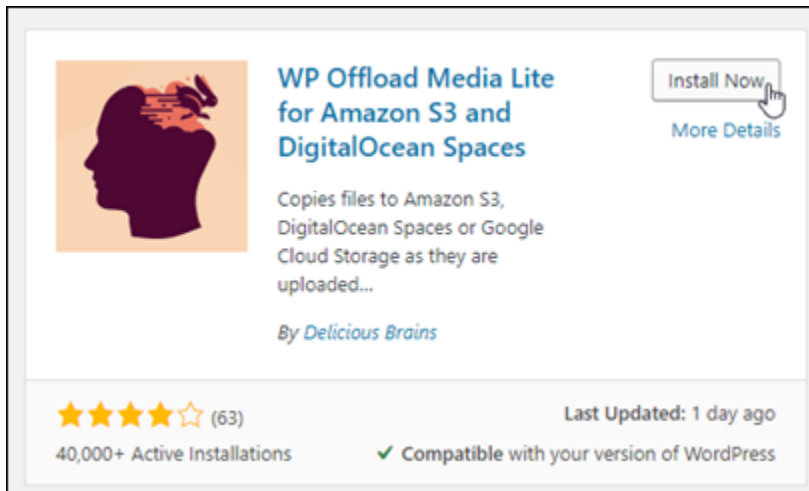 WP Offload Media Lite
for Amazon S3 and
DigitalOcean Spaces
Install Now
More Details
Copies files to Amazon S3,
DigitalOcean Spaces or Google
Cloud Storage as they are
uploaded...
By Delicious Brains
(63)
Last Updated: 1 day ago
40,000+ Active Installations
✓ Compatible with your version of WordPress